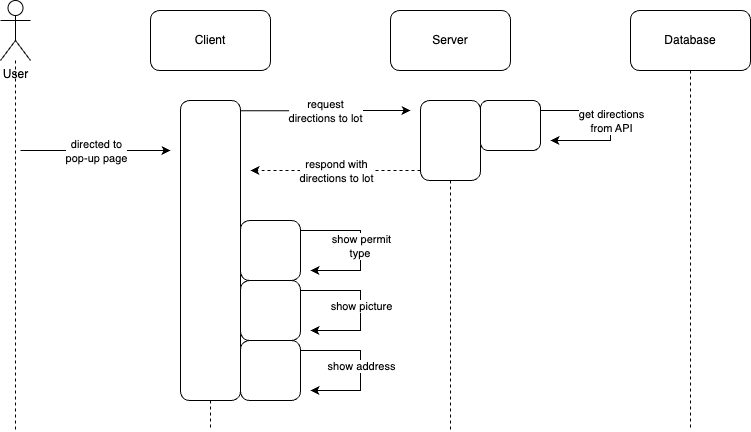 User
Client
Server
Database
request
directions to lot
get directions
from API
directed to
pop-up page
respond with
directions to lot
show permit
type
show picture
show address